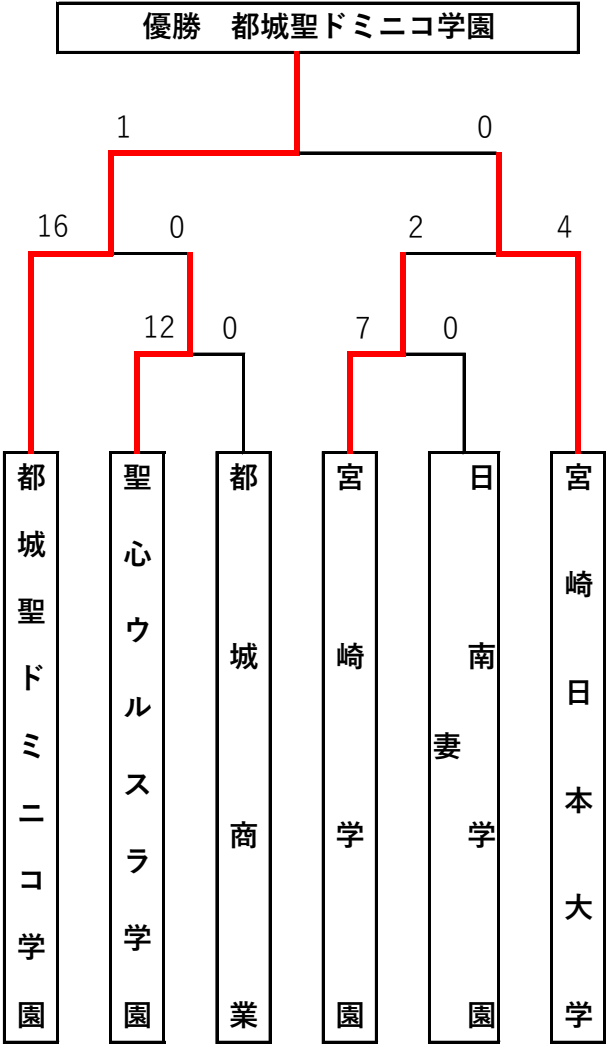 優勝　都城聖ドミニコ学園
1
0
16
0
2
4
12
0
7
0
都城聖ドミニコ学園
聖心ウルスラ学園
都城商業
宮崎学園
日南学園
妻
宮崎日本大学